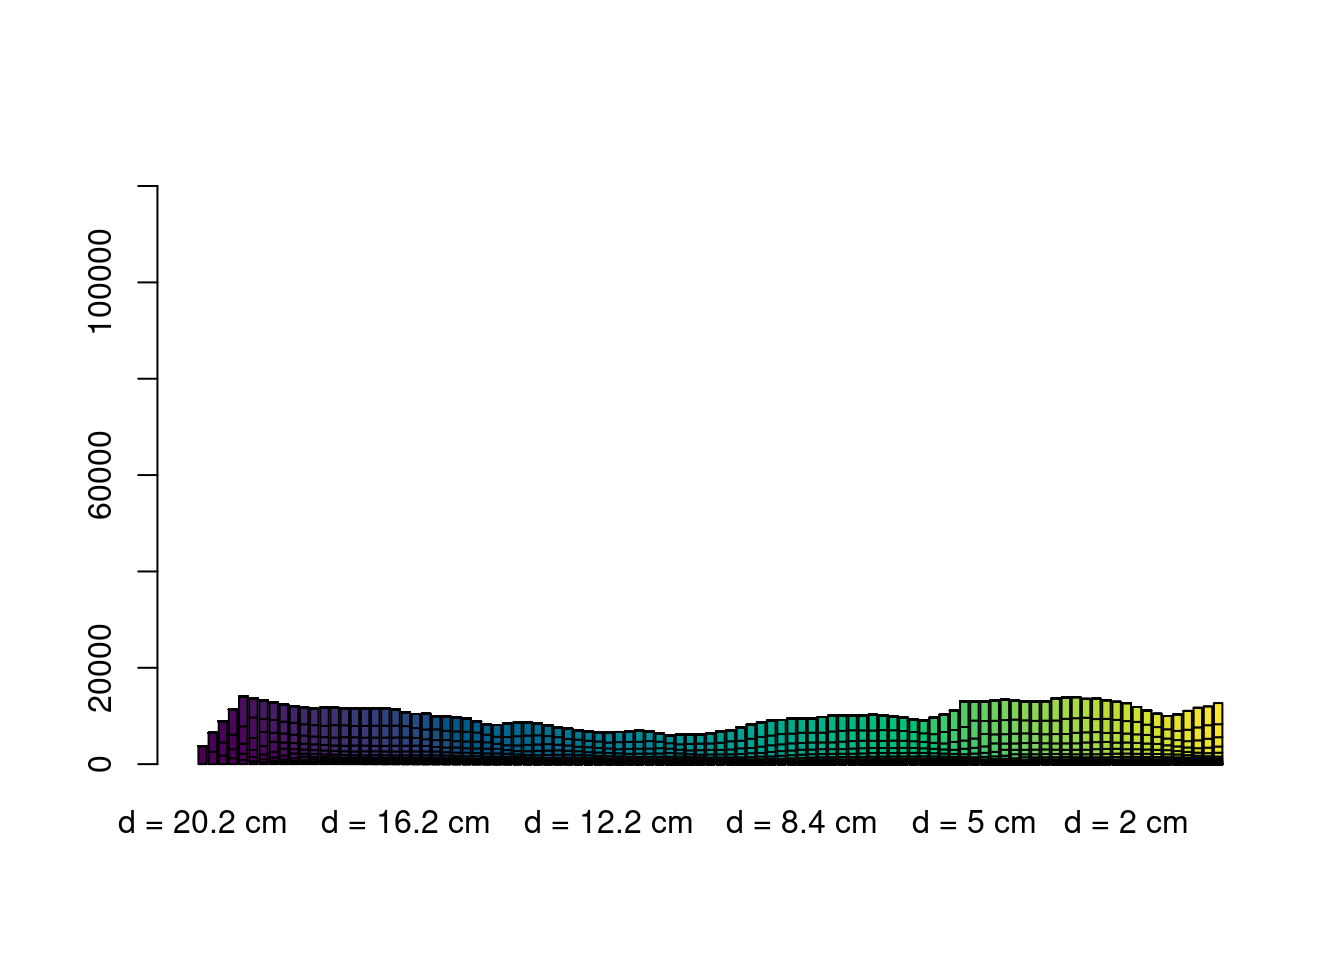 100000
60000
20000
0
d = 20.2 cm d = 16.2 cm d = 12.2 cm d = 8.4 cm d = 5 cm d = 2 cm